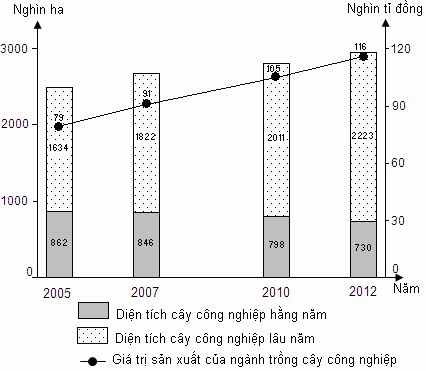 Nghìn ha Nghìn tỉ đồng
3000 120
2000 90
1000 60
0 30
0
79 91 105 116
1634 1822 2011 2223
862 846 798 730
2005 2007 2010 2012 Năm
Diện tích cây công nghiệp hằng năm
Diện tích cây công nghiệp lâu năm
Giá trị sản xuất của ngành trồng cây công nghiệp